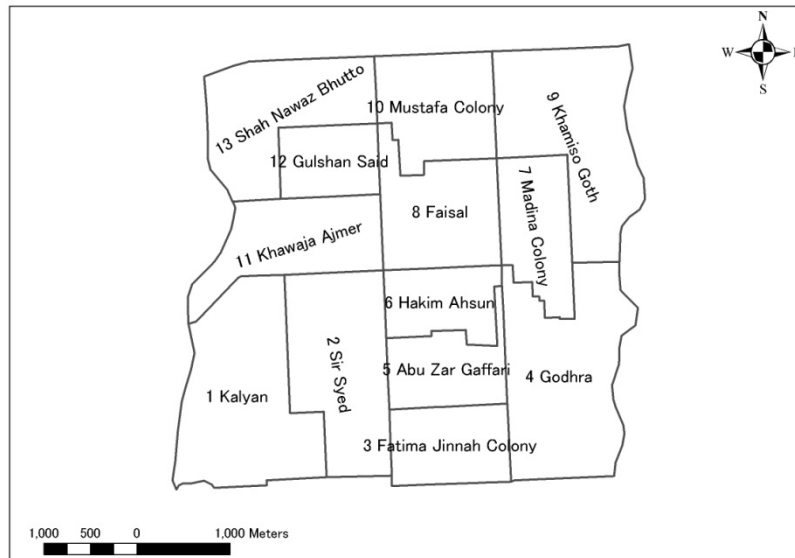 N
W
E
S
13 Shah Nawaz Bhutto
10 Mustafa Colony
9 Khamiso Goth
12 Gulshan Said
7 Madina Colony
8 Faisal
11 Khawaja Ajmer
6 Hakim Ahsun
2 Sir Syed
5 Abu Zar Gaffari
4 Godhra
1 Kalyan
3 Fatima Jinnah Colony
1,000 500 0 1,000 Meters